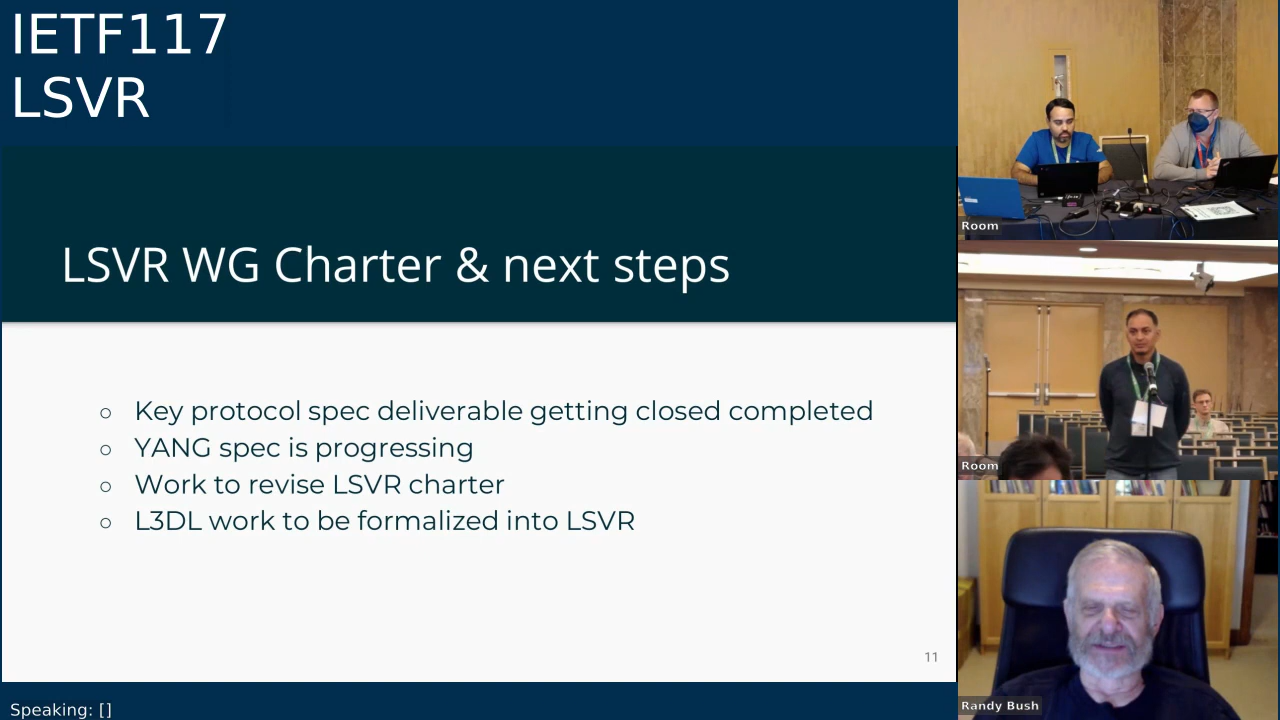 IETF117
LSVR
LSVR WG Charter & next steps
Key protocol spec deliverable getting closed completed
YANG spec is progressing
Work to revise LSVR charter
L3DL work to be formalized into LSVR
11
Speaking: []
Room
Room
Randy Bush